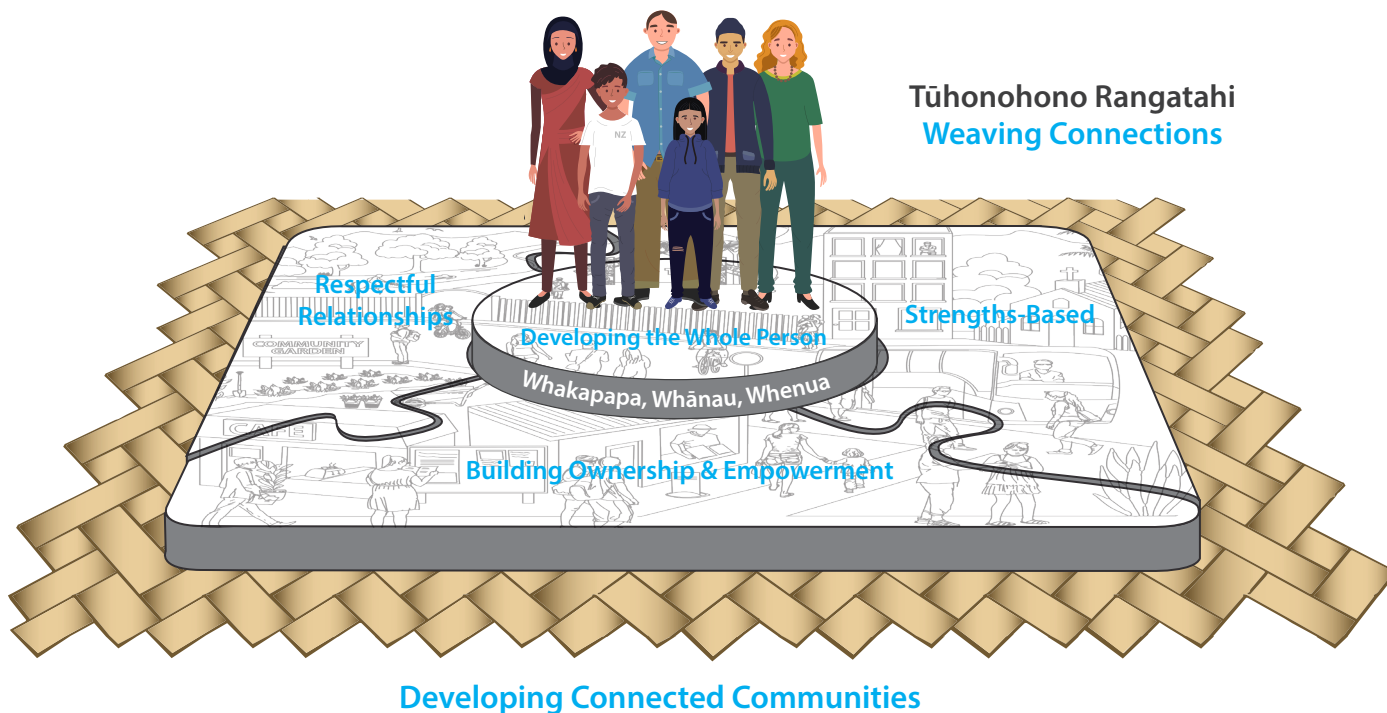 Tūhonohono Rangatahi
Weaving Connections
NZ
Respectful
Relationships
Strengths-Based
Developing the Whole Person
COMMUNITY
GARDEN
Whakapapa, Whānau, Whenua
CAFE
Building Ownership & Empowerment
Developing Connected Communities